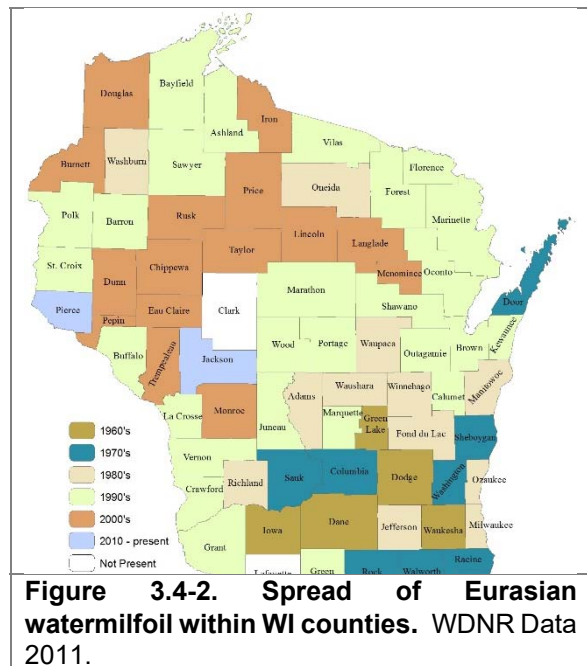 Douglas
Bayfield
Iron
Ashland
Vilas
Burnett
Washburn
Sawyer
Florence
Oneida
Forest
Price
Polk
Barron
Rusk
Marinette
Lincoln
Langlade
Taylor
St. Croix
Chippewa
Menominee
Oconto
Dunn
Marathon
Door
Pierce
Clark
Shawano
Pepin
Eau Claire
Kewaunee
Buffalo
Wood
Portage
Waupaca
Brown
Outagamie
Trempealeau
Jackson
Manitowoc
Waushara
Winnebago
Adams
Calumet
La Crosse
Monroe
Green
Lake
Marquette
Juneau
Fond du Lac
Sheboygan
1960's
1970's
1980's
1990's
2000's
2010 - present
Not Present
Vernon
Sauk
Columbia
Dodge
Washington
Richland
Crawford
Ozaukee
Iowa
Dane
Jefferson
Waukesha
Milwaukee
Grant
Racine
Lafayette
Green
Rock
Walworth
Figure 3.4-2. Spread of Eurasian
watermilfoil within WI counties. WDNR Data
2011.